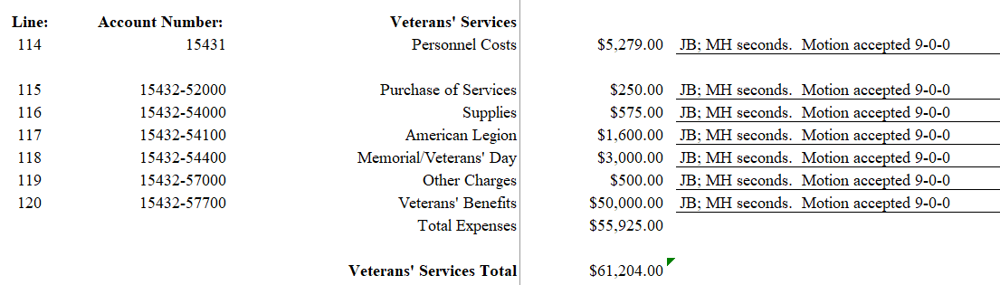 Line: Account Number: Veterans' Services
114 15431 Personnel Costs $5,279.00 JB; MH seconds. Motion accepted 9-0-0
115 15432-52000 Purchase of Services $250.00 JB; MH seconds. Motion accepted 9-0-0
116 15432-54000 Supplies $575.00 JB; MH seconds. Motion accepted 9-0-0
117 15432-54100 American Legion $1,600.00 JB; MH seconds. Motion accepted 9-0-0
118 15432-54400 Memorial/Veterans' Day $3,000.00 JB; MH seconds. Motion accepted 9-0-0
119 15432-57000 Other Charges $500.00 JB; MH seconds. Motion accepted 9-0-0
120 15432-57700 Veterans' Benefits $50,000.00 JB; MH seconds. Motion accepted 9-0-0
Total Expenses $55,925.00
Veterans' Services Total $61,204.00